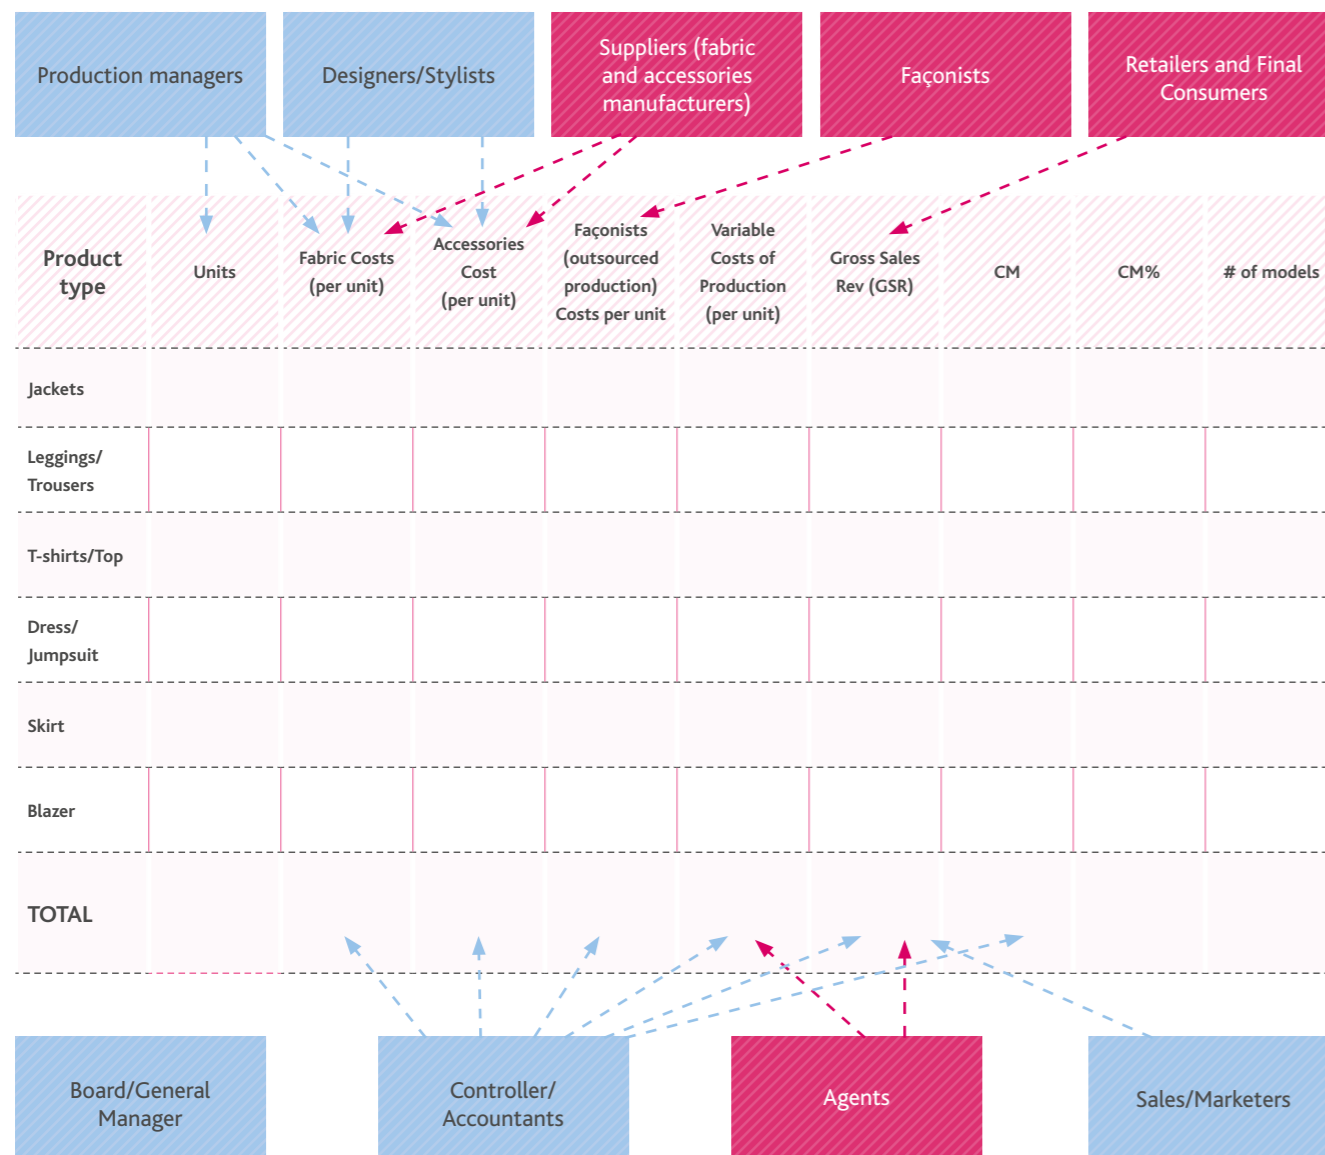 Production managers
Designers/Stylists
Suppliers (fabric
and accessories
manufacturers)
Façonists
Retailers and Final
Consumers
Product
type
Units
Fabric Costs
(per unit)
Accessories
Cost
(per unit)
Façonists
(outsourced
production)
Costs per unit
Variable
Costs of
Production
(per unit)
Gross Sales
Rev (GSR)
CM
CM%
# of models
Jackets
Leggings/
Trousers
T-shirts/Top
Dress/
Jumpsuit
Skirt
Blazer
TOTAL
Board/General
Manager
Controller/
Accountants
Agents
Sales/Marketers